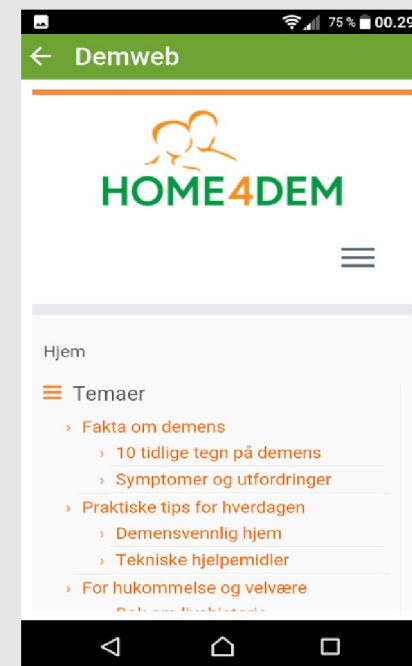 75 % 00.29
Demweb
HOME4DEM
Hjem
Temaer
Fakta om demens
10 tidlige tegn på demens
Symptomer og utfordringer
Praktiske tips for hverdagen
Demensvennlig hjem
Tekniske hjelpemidler
For hukommelse og velvære